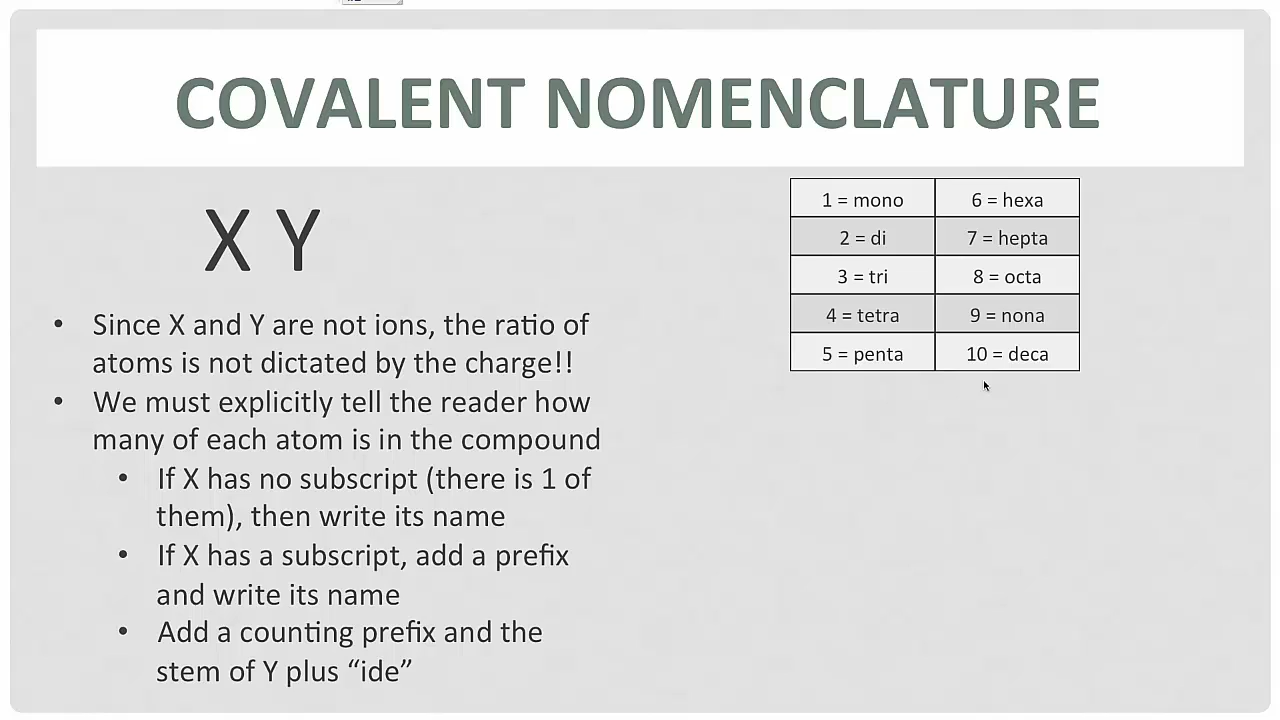 COVALENT NOMENCLATURE
X Y
• Since X and Y are not ions, the ratio of
atoms is not dictated by the charge!!
• We must explicitly tell the reader how
many of each atom is in the compound
• If X has no subscript (there is 1 of
them), then write its name
• If X has a subscript, add a prefix
and write its name
• Add a counting prefix and the
stem of Y plus “ide”
1 = mono 6 = hexa
2 = di 7 = hepta
3 = tri 8 = octa
4 = tetra 9 = nona
5 = penta 10 = deca